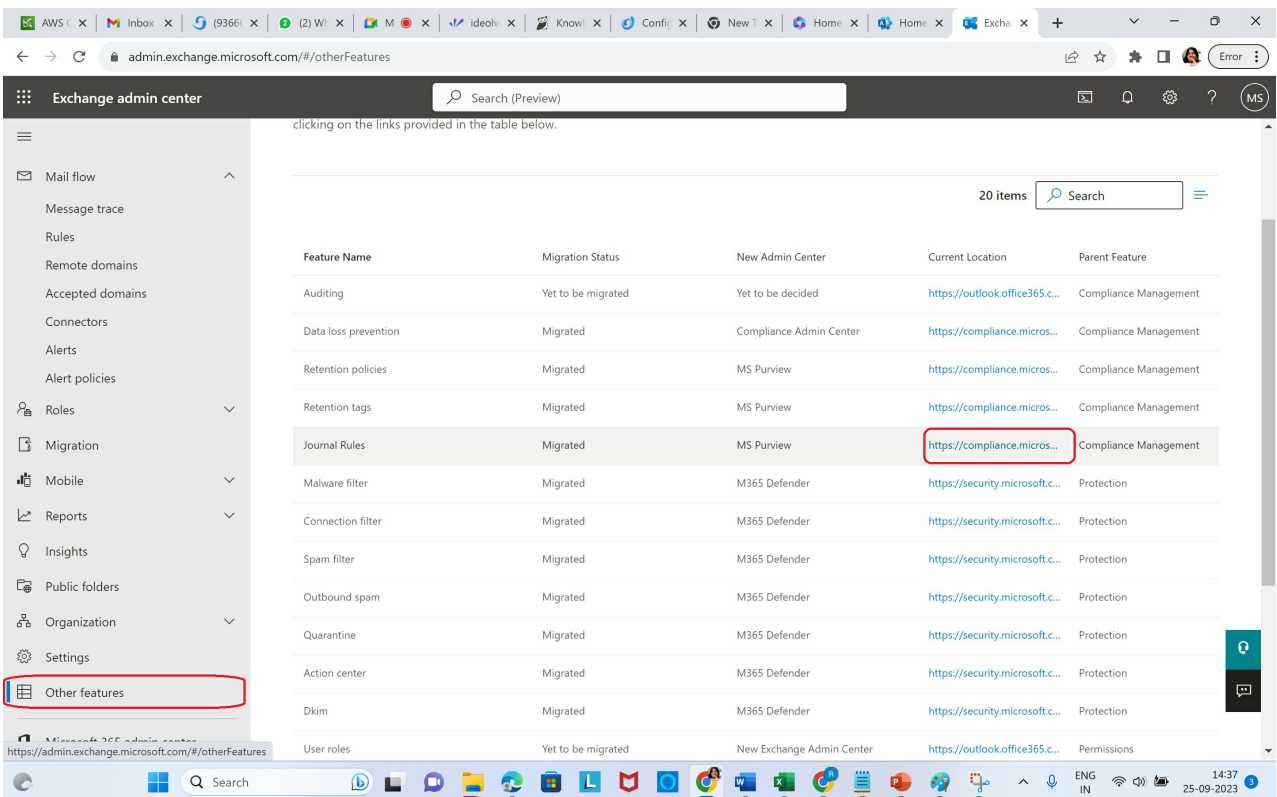 AWS C
Inbox
(9366
(2) Wh
M
ideolv
Knowl
Config
New T
Home
Home
Exchan
admin.exchange.microsoft.com/#/otherFeatures
Error
Exchange admin center
Search (Preview)
MS
clicking on the links provided in the table below.
Mail flow
Message trace
Rules
Remote domains
Accepted domains
Connectors
Alerts
Alert policies
Roles
Migration
Mobile
Reports
Insights
Public folders
Organization
Settings
Other features
20 items Search
Feature Name Migration Status New Admin Center Current Location Parent Feature
Auditing Yet to be migrated Yet to be decided https://outlook.office365.c... Compliance Management
Data loss prevention Migrated Compliance Admin Center https://compliance.micros... Compliance Management
Retention policies Migrated MS Purview https://compliance.micros... Compliance Management
Retention tags Migrated MS Purview https://compliance.micros... Compliance Management
Journal Rules Migrated MS Purview https://compliance.micros... Compliance Management
Malware filter Migrated M365 Defender https://security.microsoft.c... Protection
Connection filter Migrated M365 Defender https://security.microsoft.c... Protection
Spam filter Migrated M365 Defender https://security.microsoft.c... Protection
Outbound spam Migrated M365 Defender https://security.microsoft.c... Protection
Quarantine Migrated M365 Defender https://security.microsoft.c... Protection
Action center Migrated M365 Defender https://security.microsoft.c... Protection
Dkim Migrated M365 Defender https://security.microsoft.c... Protection
User roles Yet to be migrated New Exchange Admin Center https://outlook.office365.c... Permissions
https://admin.exchange.microsoft.com/#/otherFeatures
Search
ENG
IN
14:37
25-09-2023
3